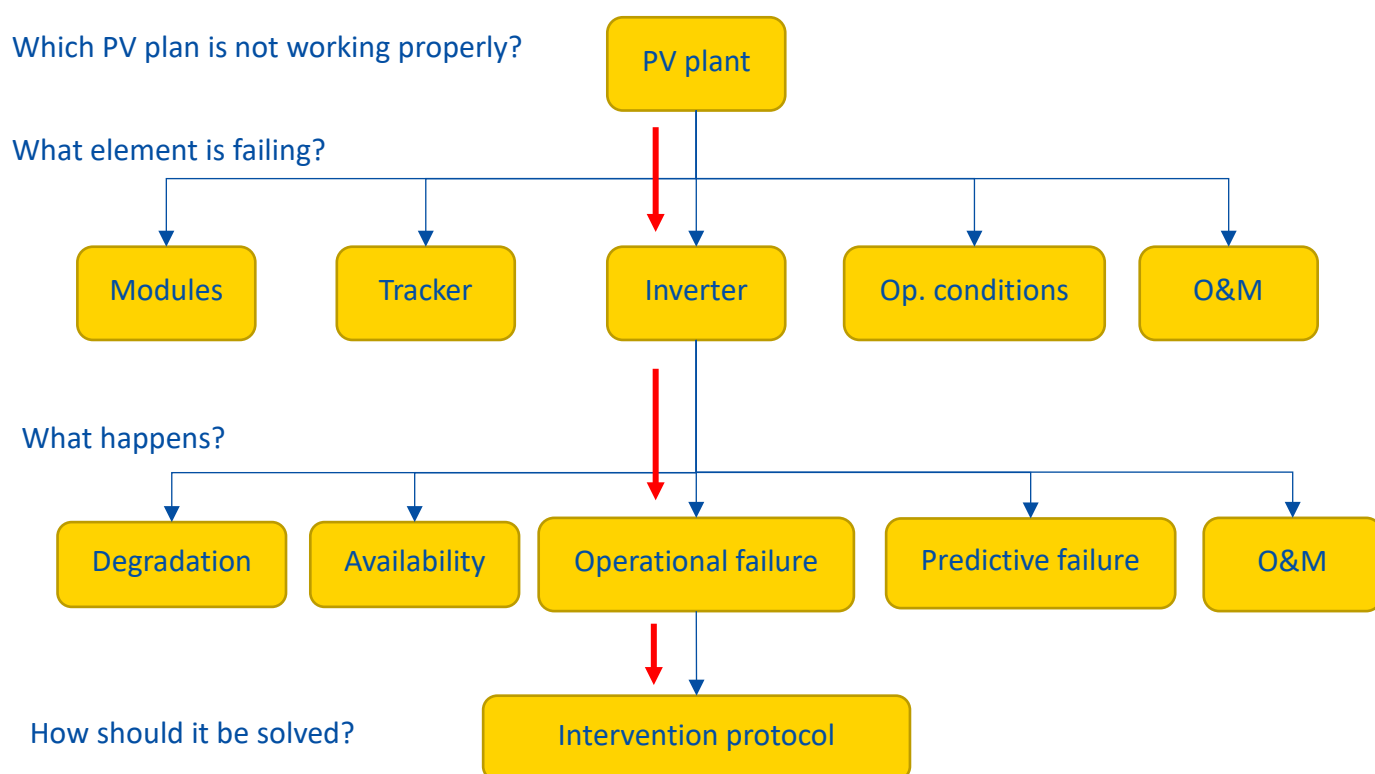 Which PV plan is not working properly?
PV plant
What element is failing?
Modules
Tracker
Inverter
Op. conditions
O&M
What happens?
Degradation
Availability
Operational failure
Predictive failure
O&M
How should it be solved?
Intervention protocol